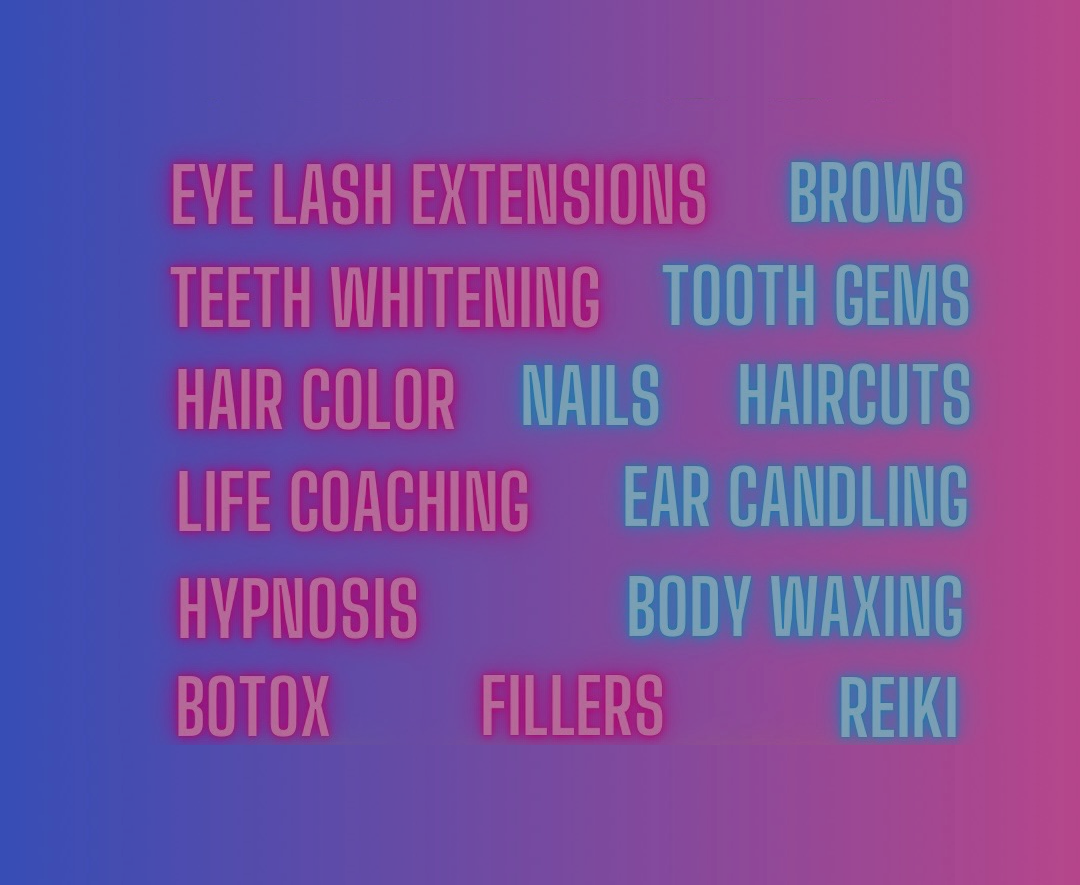 EYE LASH EXTENSIONS BROWS
TEETH WHITENING TOOTH GEMS
HAIR COLOR NAILS HAIRCUTS
LIFE COACHING EAR CANDLING
HYPNOSIS BODY WAXING
BOTOX FILLERS REIKI